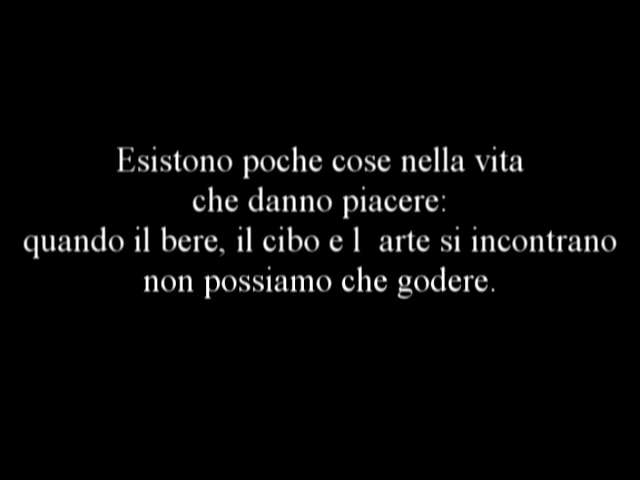 Esistono poche cose nella vita
che danno piacere:
quando il bere, il cibo e l  arte si incontrano
non possiamo che godere.